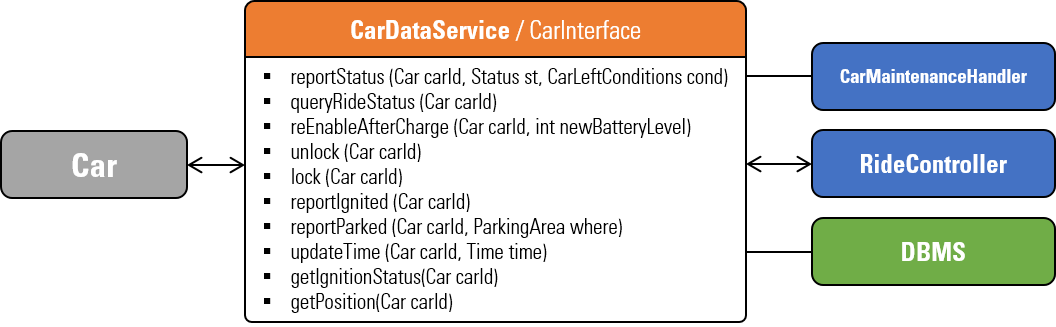 CarDataService / CarInterface
Car
▪ reportStatus (Car carId, Status st, CarLeftConditions cond)
▪ queryRideStatus (Car carId)
▪ reEnableAfterCharge (Car carId, int newBatteryLevel)
▪ unlock (Car carId)
▪ lock (Car carId)
▪ reportIgnited (Car carId)
▪ reportParked (Car carId, ParkingArea where)
▪ updateTime (Car carId, Time time)
▪ getIgnitionStatus(Car carId)
▪ getPosition(Car carId)
CarMaintenanceHandler
RideController
DBMS